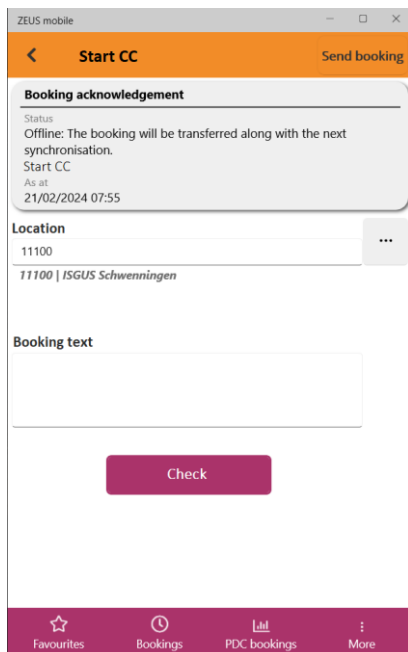 ZEUS mobile
Start CC
Send booking
Booking acknowledgement
Status
Offline: The booking will be transferred along with the next
synchronisation.
Start CC
As at
21/02/2024 07:55
Location
11100
...
11100 | ISGUS Schwenningen
Booking text
Check
Favourites
Bookings
PDC bookings
More